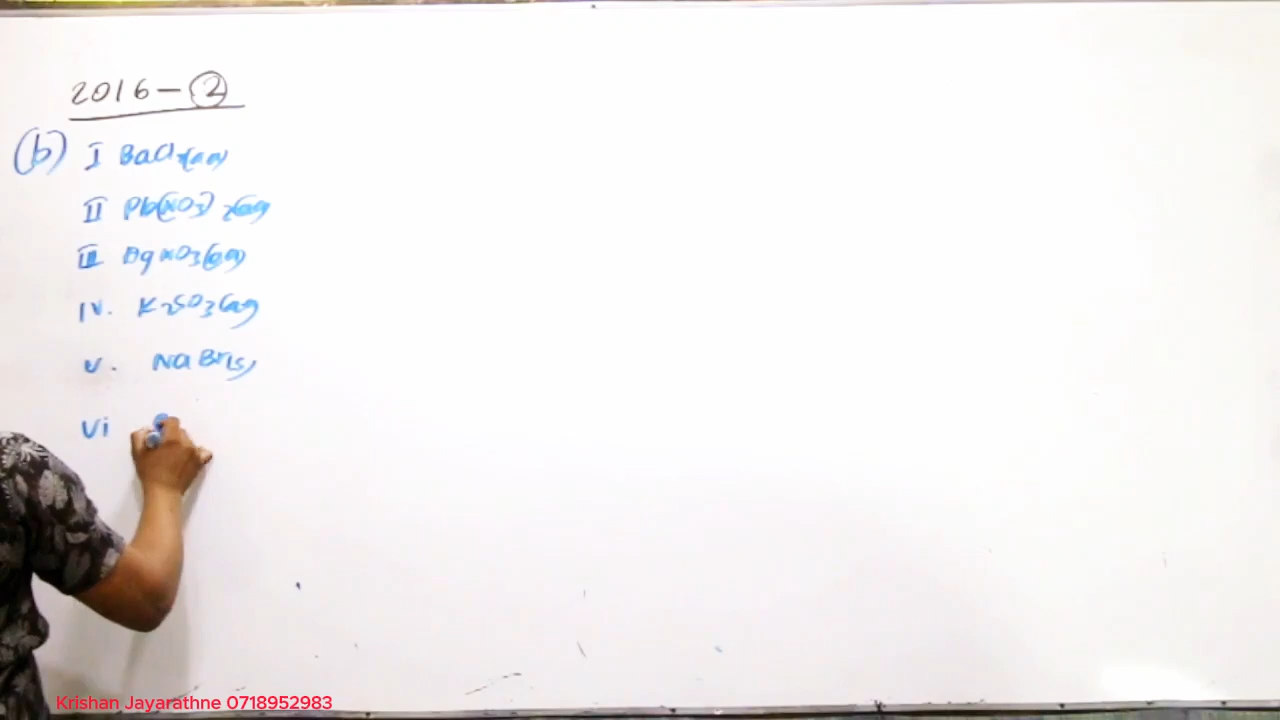 2016 - ②
(b) I BaCl₂(aq)
II Pb(NO₃)₂(aq)
III AgNO₃(aq)
IV. K₂SO₃(aq)
V. NaBr(s)
Vi
Krishan Jayarathne 0718952983